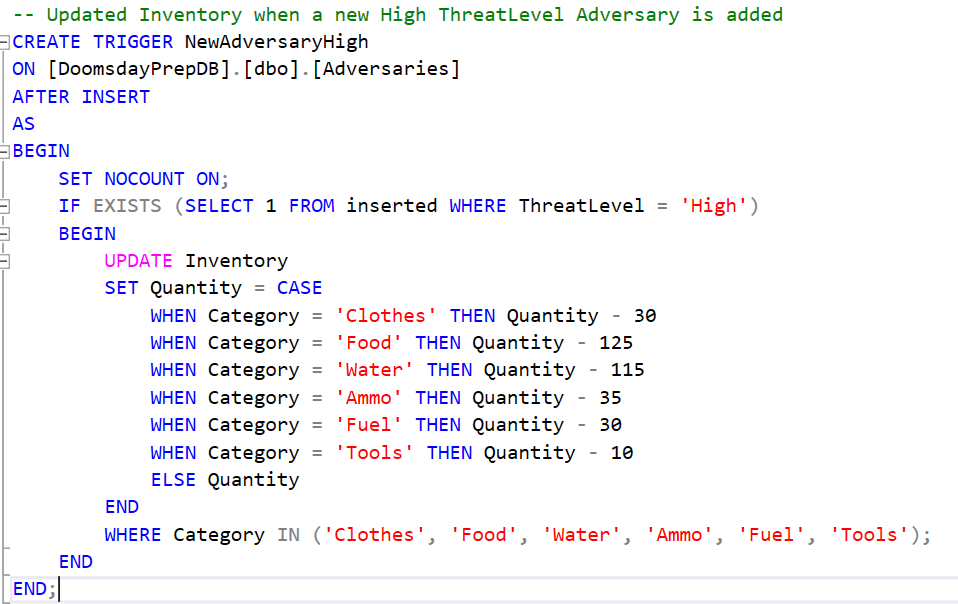 -- Updated Inventory when a new High ThreatLevel Adversary is added
CREATE TRIGGER NewAdversaryHigh
ON [DoomsdayPrepDB].[dbo].[Adversaries]
AFTER INSERT
AS
BEGIN
    SET NOCOUNT ON;
    IF EXISTS (SELECT 1 FROM inserted WHERE ThreatLevel = 'High')
    BEGIN
        UPDATE Inventory
        SET Quantity = CASE
            WHEN Category = 'Clothes' THEN Quantity - 30
            WHEN Category = 'Food' THEN Quantity - 125
            WHEN Category = 'Water' THEN Quantity - 115
            WHEN Category = 'Ammo' THEN Quantity - 35
            WHEN Category = 'Fuel' THEN Quantity - 30
            WHEN Category = 'Tools' THEN Quantity - 10
            ELSE Quantity
        END
        WHERE Category IN ('Clothes', 'Food', 'Water', 'Ammo', 'Fuel', 'Tools');
    END
END;